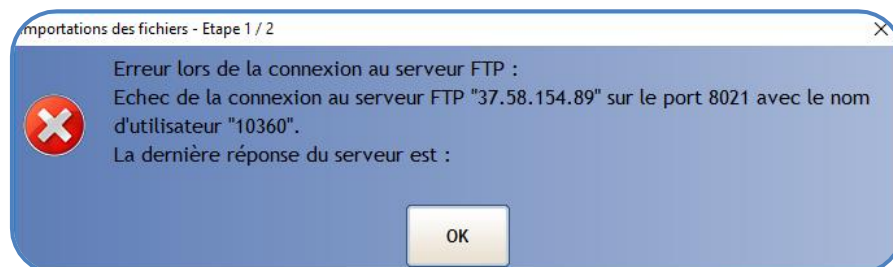 mportations des fichiers - Etape 1 / 2
Erreur lors de la connexion au serveur FTP :
Echec de la connexion au serveur FTP "37.58.154.89" sur le port 8021 avec le nom
d'utilisateur "10360".
La dernière réponse du serveur est :
OK